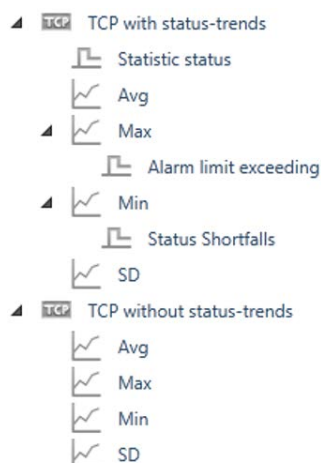 TCP TCP with status-trends
Statistic status
Avg
Max
Alarm limit exceeding
Min
Status Shortfalls
SD
TCP TCP without status-trends
Avg
Max
Min
SD